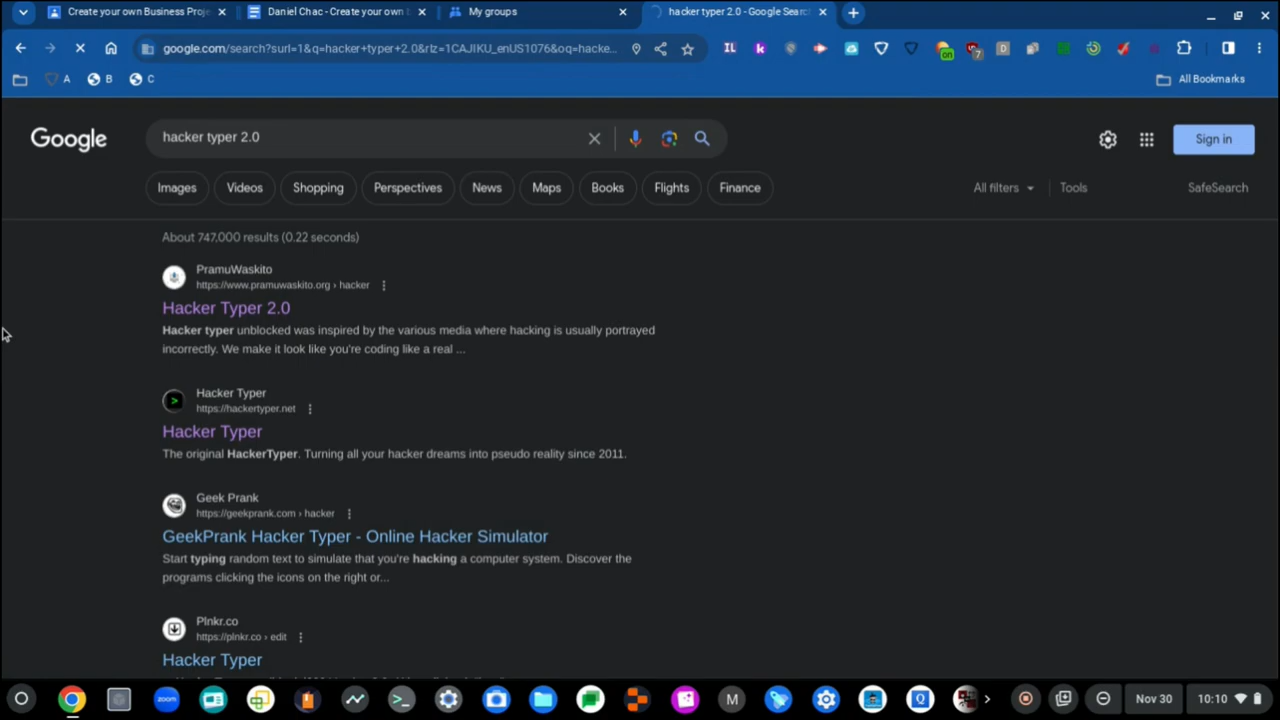 Create your own Business Proje
Daniel Chac - Create your own
My groups
hacker typer 2.0 - Google Searc
google.com/search?surl=1&q=hacker+typer+2.0&rlz=1CAJIKU_enUS1076&oq=hacke...
IL
k
on
7
D
A
B
C
All Bookmarks
Google
hacker typer 2.0
Sign in
Images
Videos
Shopping
Perspectives
News
Maps
Books
Flights
Finance
All filters
Tools
SafeSearch
About 747,000 results (0.22 seconds)
PramuWaskito
https://www.pramuwaskito.org › hacker
Hacker Typer 2.0
Hacker typer unblocked was inspired by the various media where hacking is usually portrayed
incorrectly. We make it look like you're coding like a real ...
Hacker Typer
https://hackertyper.net
Hacker Typer
The original HackerTyper. Turning all your hacker dreams into pseudo reality since 2011.
Geek Prank
https://geekprank.com › hacker
GeekPrank Hacker Typer - Online Hacker Simulator
Start typing random text to simulate that you're hacking a computer system. Discover the
programs clicking the icons on the right or...
Plnkr.co
https://plnkr.co › edit
Hacker Typer
zoom
M
Q
Nov 30
10:10